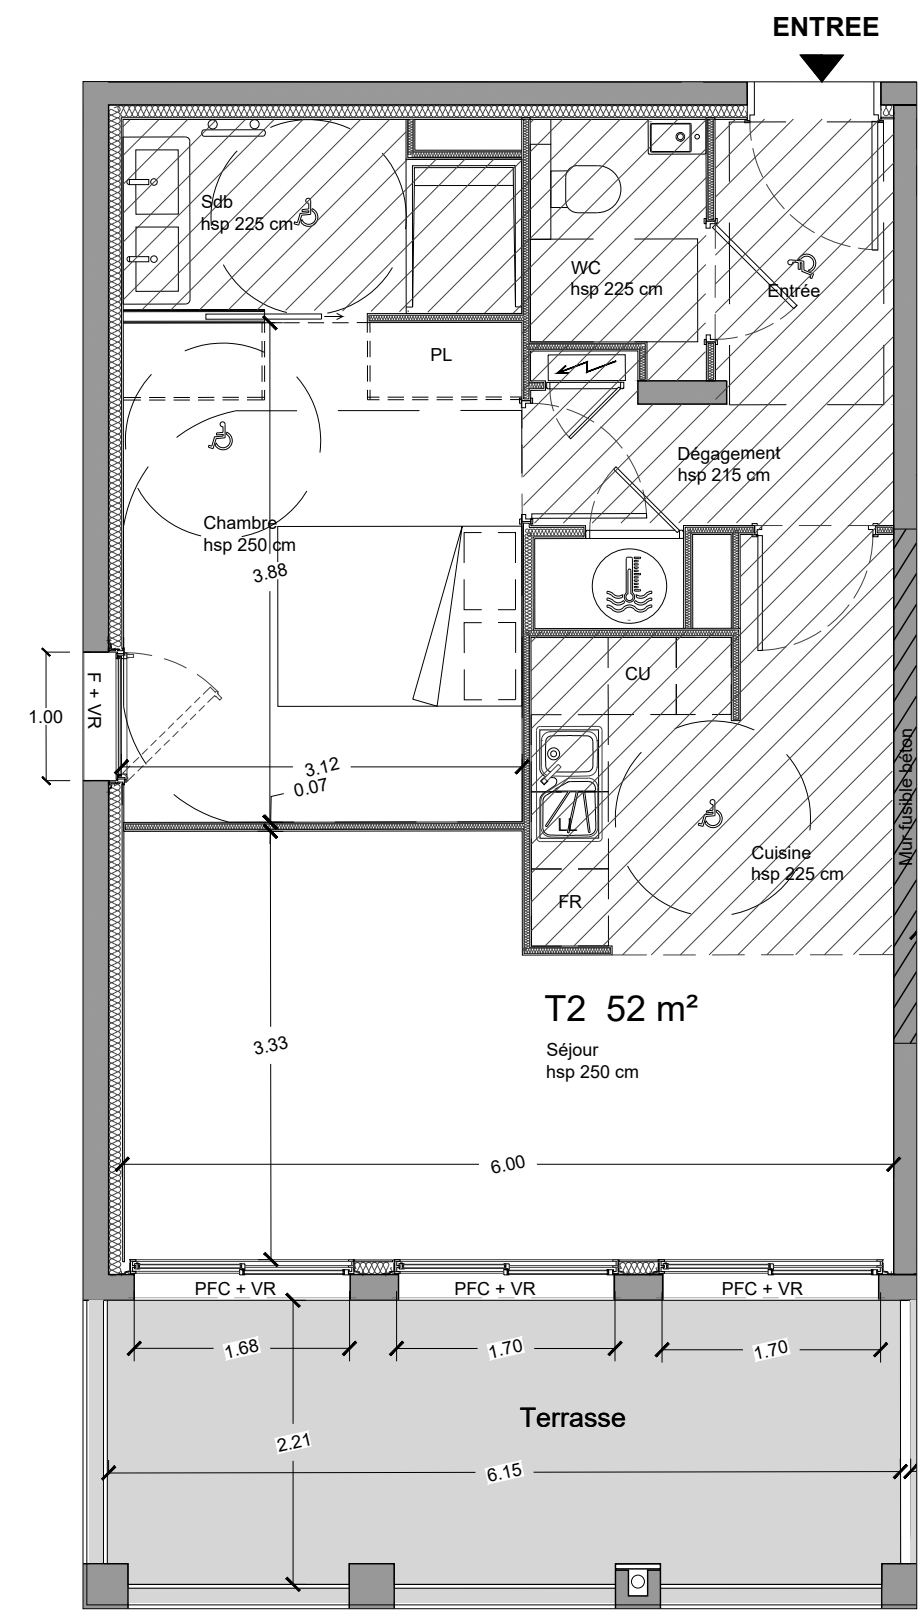 ENTREE
Sdb
hsp 225 cm
WC
hsp 225 cm
Entrée
PL
Dégagement
hsp 215 cm
Chambre
hsp 250 cm
3.88
F + VR
1.00
CU
3.12
0.07
LL
Mur fusible béton
Cuisine
hsp 225 cm
FR
T2 52 m²
Séjour
hsp 250 cm
3.33
6.00
PFC + VR
PFC + VR
PFC + VR
1.68
1.70
1.70
Terrasse
2.21
6.15